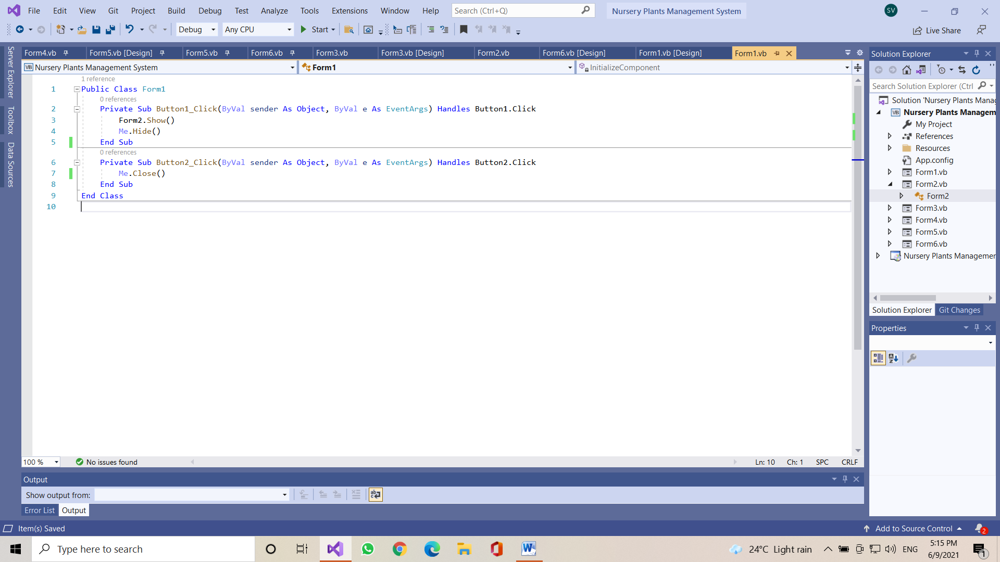 File Edit View Git Project Build Debug Test Analyze Tools Extensions Window Help Search (Ctrl+Q) Nursery Plants Management System SV
Debug Any CPU Start Live Share
Form4.vb Form5.vb [Design] Form5.vb Form6.vb Form3.vb Form3.vb [Design] Form2.vb Form6.vb [Design] Form1.vb [Design] Form1.vb
Server Explorer
Toolbox
Data Sources
VB Nursery Plants Management System Form1 InitializeComponent
1 reference
1 Public Class Form1
0 references
2 Private Sub Button1_Click(ByVal sender As Object, ByVal e As EventArgs) Handles Button1.Click
3 Form2.Show()
4 Me.Hide()
5 End Sub
0 references
6 Private Sub Button2_Click(ByVal sender As Object, ByVal e As EventArgs) Handles Button2.Click
7 Me.Close()
8 End Sub
9 End Class
10
100 % No issues found Ln: 10 Ch: 1 SPC CRLF
Output
Show output from:
Error List Output
Solution Explorer
Search Solution Explorer (Ctrl
Solution 'Nursery Plants Manag
VB Nursery Plants Managem
My Project
References
Resources
App.config
Form1.vb
Form2.vb
Form2
Form3.vb
Form4.vb
Form5.vb
Form6.vb
Nursery Plants Managemer
Solution Explorer Git Changes
Properties
Item(s) Saved Add to Source Control 2
Type here to search 24°C Light rain ENG 5:15 PM
6/9/2021 1